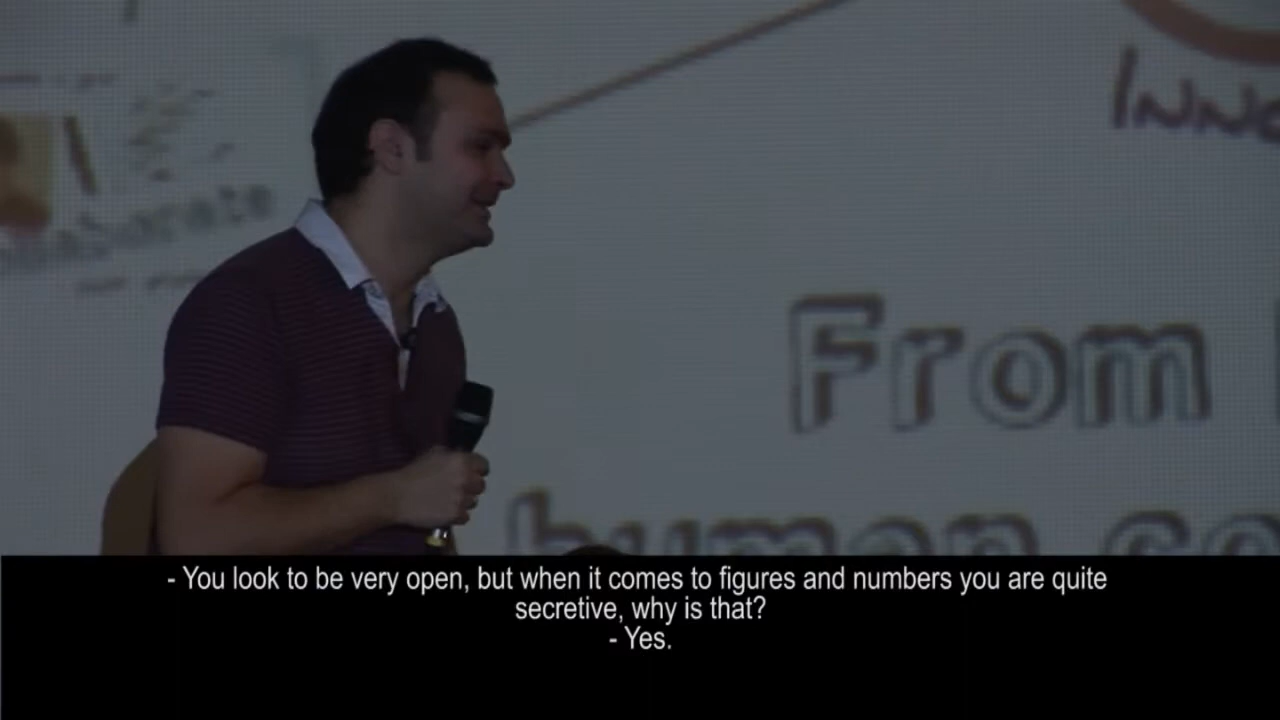 From
human
- You look to be very open, but when it comes to figures and numbers you are quite
secretive, why is that?
- Yes.